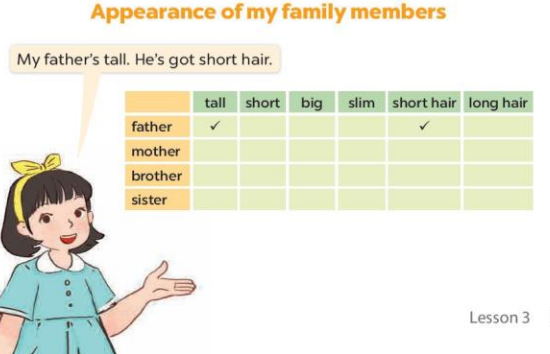 Appearance of my family members
My father's tall. He's got short hair.
tall short big slim short hair long hair
father ✓ ✓
mother
brother
sister
Lesson 3